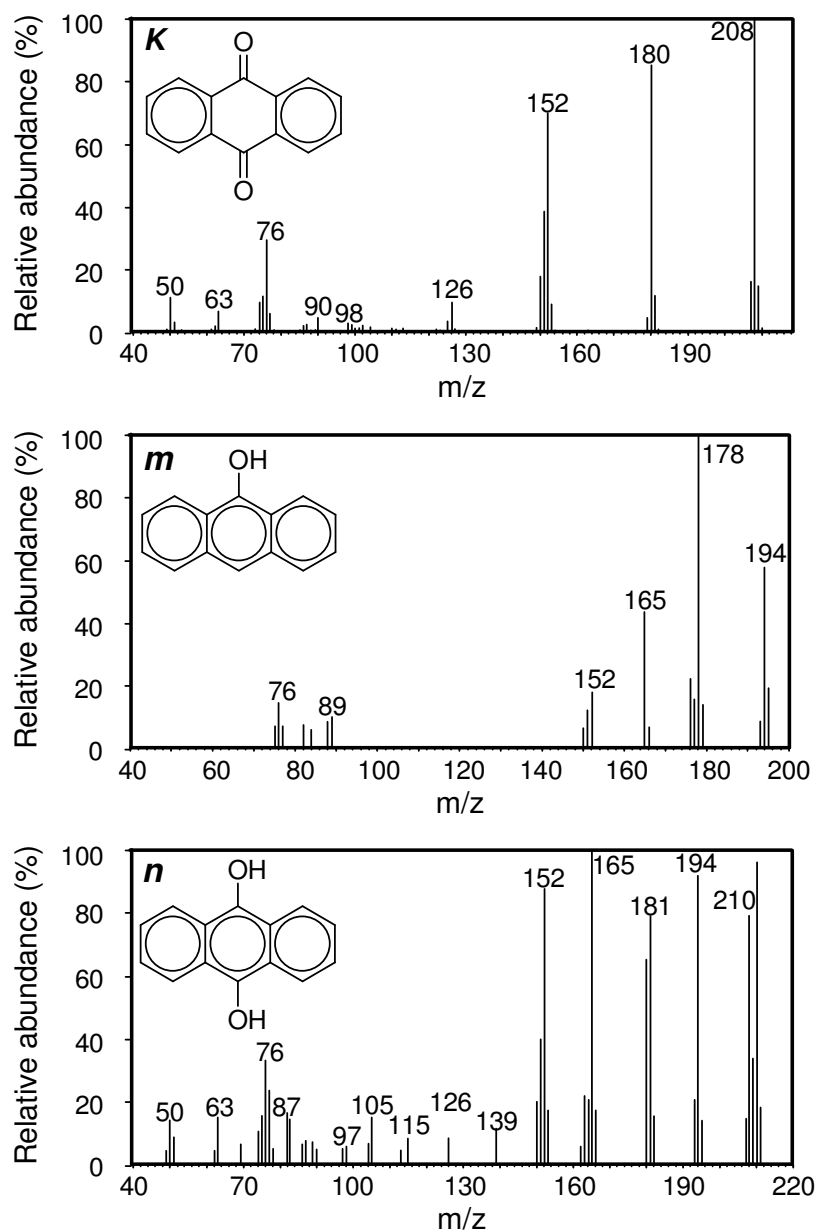 Relative abundance (%)
100
80
60
40
20
0
K
O
O
50
63
76
90
98
126
152
180
208
40 70 100 130 160 190
m/z
Relative abundance (%)
100
80
60
40
20
0
m
OH
76
89
152
165
178
194
40 60 80 100 120 140 160 180 200
m/z
Relative abundance (%)
100
80
60
40
20
0
n
OH
OH
50
63
76
87
97
105
115
126
139
152
165
181
194
210
40 70 100 130 160 190 220
m/z